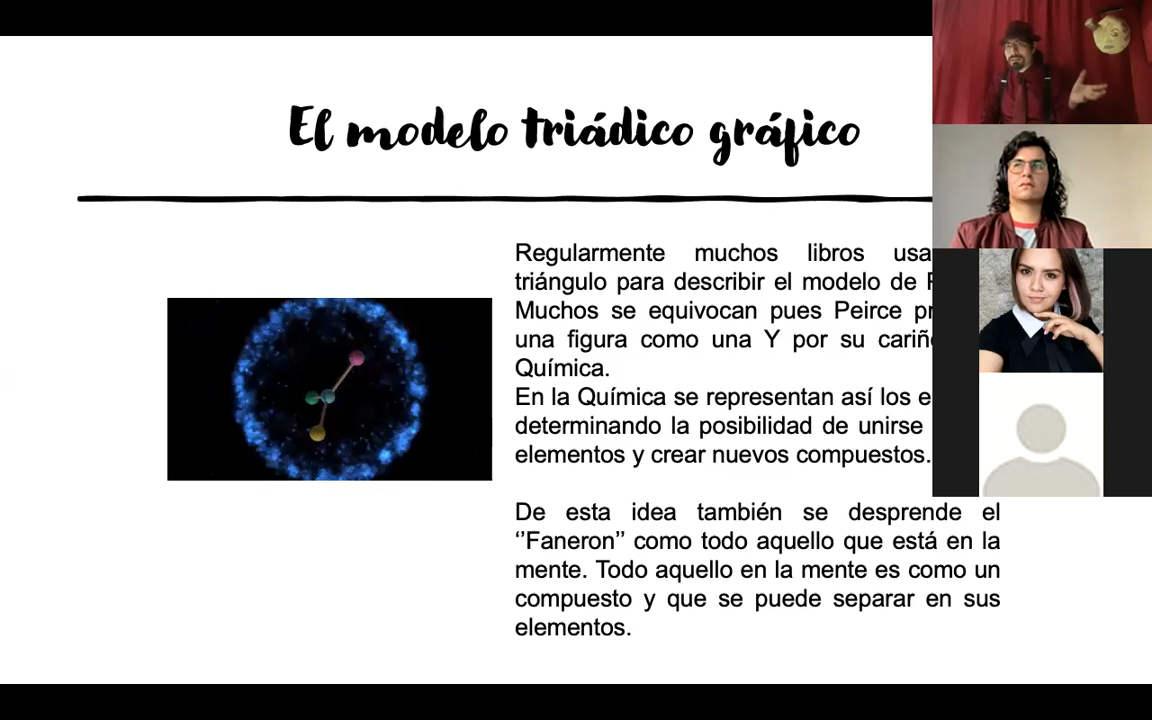 El modelo triádico gráfico
Regularmente muchos libros
triángulo para describir el modelo de
Muchos se equivocan pues Peirce
una figura como una Y por su
Química.
En la Química se representan así los
determinando la posibilidad de unirse
elementos y crear nuevos compuestos.
De esta idea también se desprende el
‘’Faneron’’ como todo aquello que está en la
mente. Todo aquello en la mente es como un
compuesto y que se puede separar en sus
elementos.